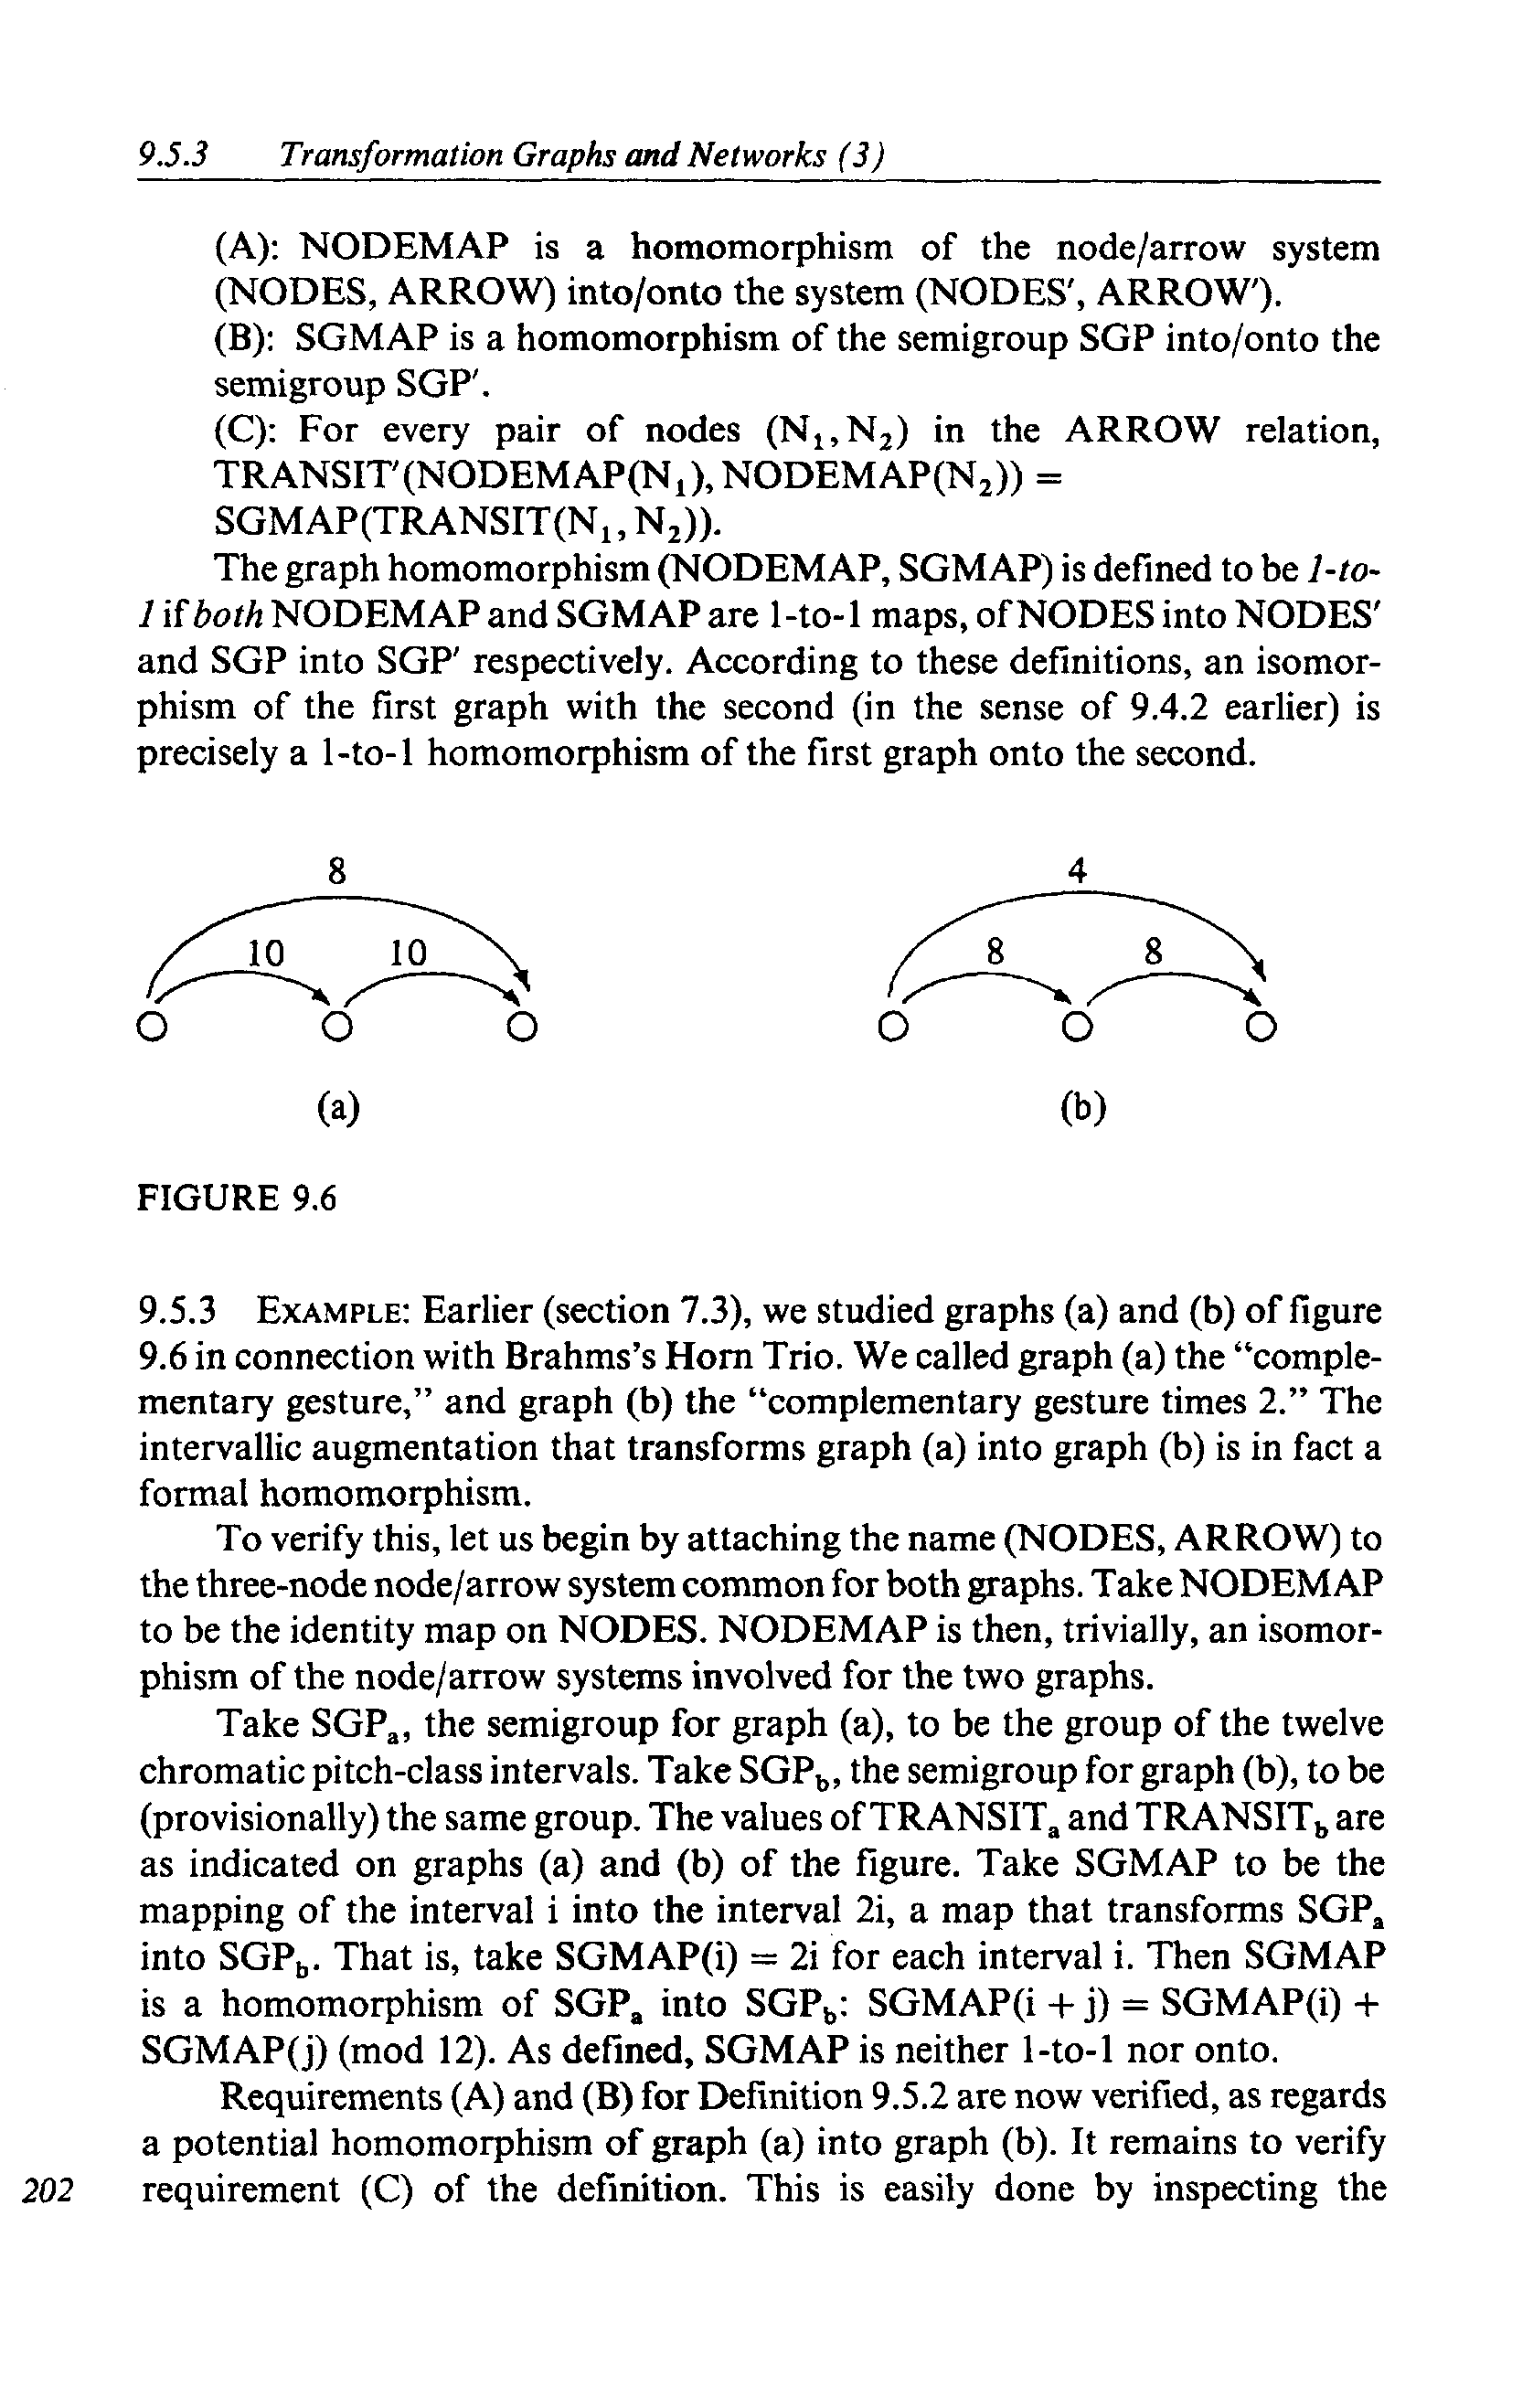 9.5.3 Transformation Graphs and Networks (3)
(A): NODEMAP is a homomorphism of the node/arrow system
(NODES, ARROW) into/onto the system (NODES', ARROW').
(B): SGMAP is a homomorphism of the semigroup SGP into/onto the
semigroup SGP'.
(C): For every pair of nodes (N₁,N₂) in the ARROW relation,
TRANSIT'(NODEMAP(N₁), NODEMAP(N₂)) =
SGMAP(TRANSIT(N₁, N₂)).
The graph homomorphism (NODEMAP, SGMAP) is defined to be 1-to-
1 if both NODEMAP and SGMAP are 1-to-1 maps, of NODES into NODES'
and SGP into SGP' respectively. According to these definitions, an isomor-
phism of the first graph with the second (in the sense of 9.4.2 earlier) is
precisely a 1-to-1 homomorphism of the first graph onto the second.
8
10 10
(a)
4
8 8
(b)
FIGURE 9.6
9.5.3 EXAMPLE: Earlier (section 7.3), we studied graphs (a) and (b) of figure
9.6 in connection with Brahms's Horn Trio. We called graph (a) the “comple-
mentary gesture,” and graph (b) the “complementary gesture times 2.” The
intervallic augmentation that transforms graph (a) into graph (b) is in fact a
formal homomorphism.
To verify this, let us begin by attaching the name (NODES, ARROW) to
the three-node node/arrow system common for both graphs. Take NODEMAP
to be the identity map on NODES. NODEMAP is then, trivially, an isomor-
phism of the node/arrow systems involved for the two graphs.
Take SGPₐ, the semigroup for graph (a), to be the group of the twelve
chromatic pitch-class intervals. Take SGP_b, the semigroup for graph (b), to be
(provisionally) the same group. The values of TRANSITₐ and TRANSIT_b are
as indicated on graphs (a) and (b) of the figure. Take SGMAP to be the
mapping of the interval i into the interval 2i, a map that transforms SGPₐ
into SGP_b. That is, take SGMAP(i) = 2i for each interval i. Then SGMAP
is a homomorphism of SGPₐ into SGP_b: SGMAP(i + j) = SGMAP(i) +
SGMAP(j) (mod 12). As defined, SGMAP is neither 1-to-1 nor onto.
Requirements (A) and (B) for Definition 9.5.2 are now verified, as regards
a potential homomorphism of graph (a) into graph (b). It remains to verify
202 requirement (C) of the definition. This is easily done by inspecting the